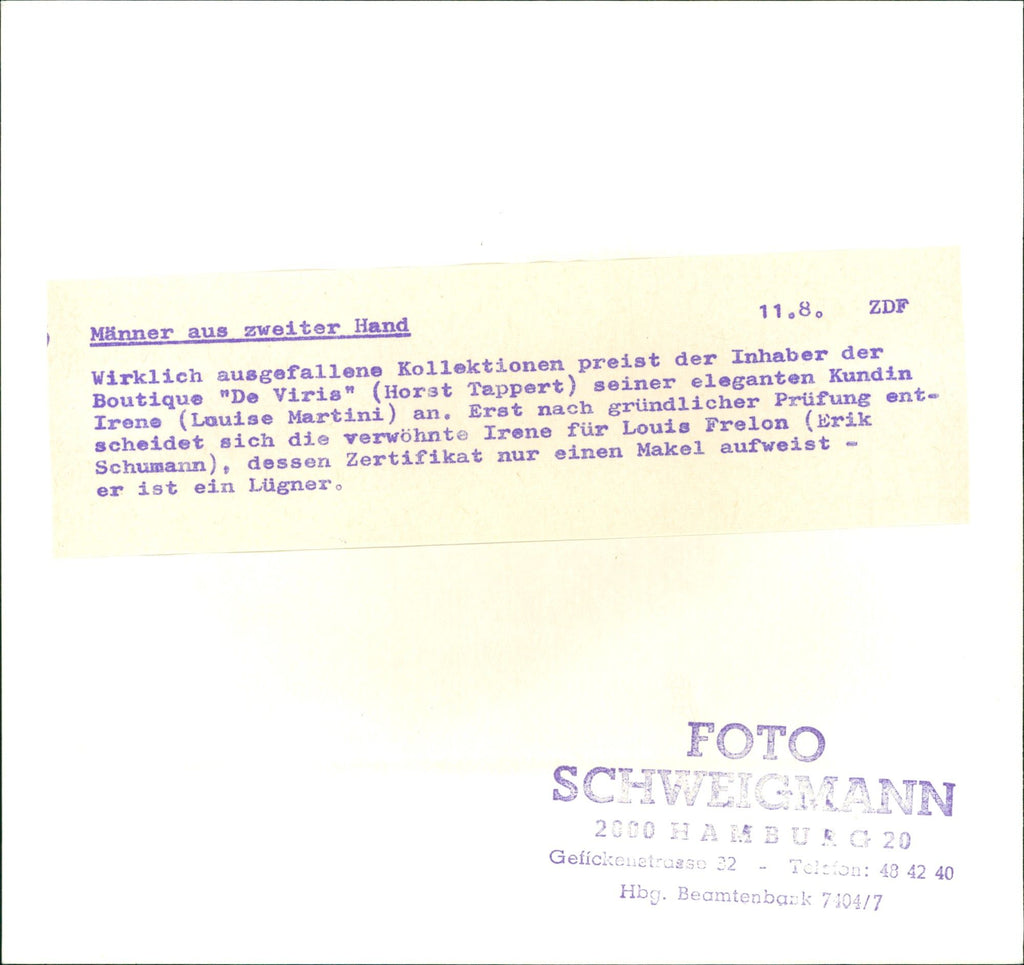 Männer aus zweiter Hand 11.8. ZDF
Wirklich ausgefallene Kollektionen preist der Inhaber der
Boutique "De Viris" (Horst Tappert) seiner eleganten Kundin
Irene (Louise Martini) an. Erst nach gründlicher Prüfung ent-
scheidet sich die verwöhnte Irene für Louis Frelon (Erik
Schumann), dessen Zertifikat nur einen Makel aufweist -
er ist ein Lügner.
FOTO
SCHWEIGMANN
2000 HAMBURG 20
32 - Telefon: 48 42 40
Hbg. Beamtenbank 7404/7